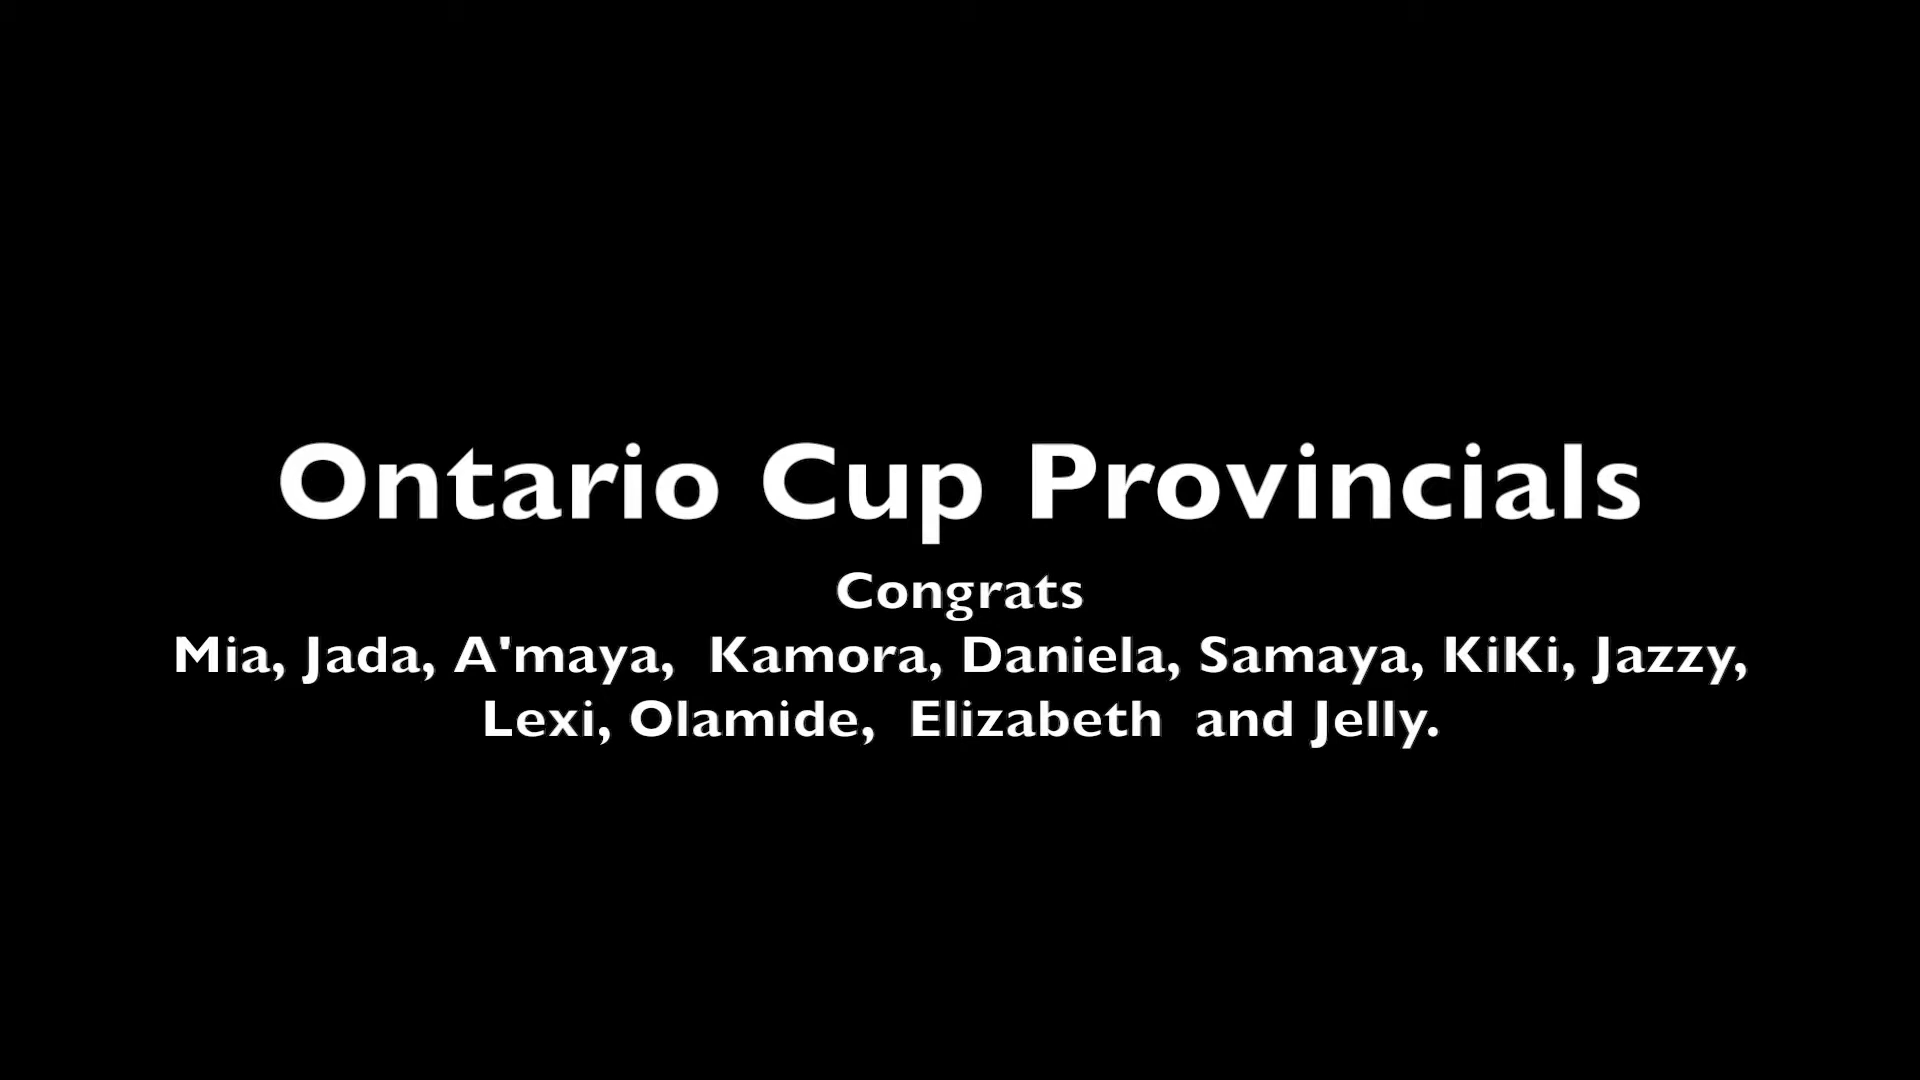 Ontario Cup Provincials
Congrats
Mia, Jada, A'maya,  Kamora, Daniela, Samaya, KiKi, Jazzy,
Lexi, Olamide,  Elizabeth  and Jelly.